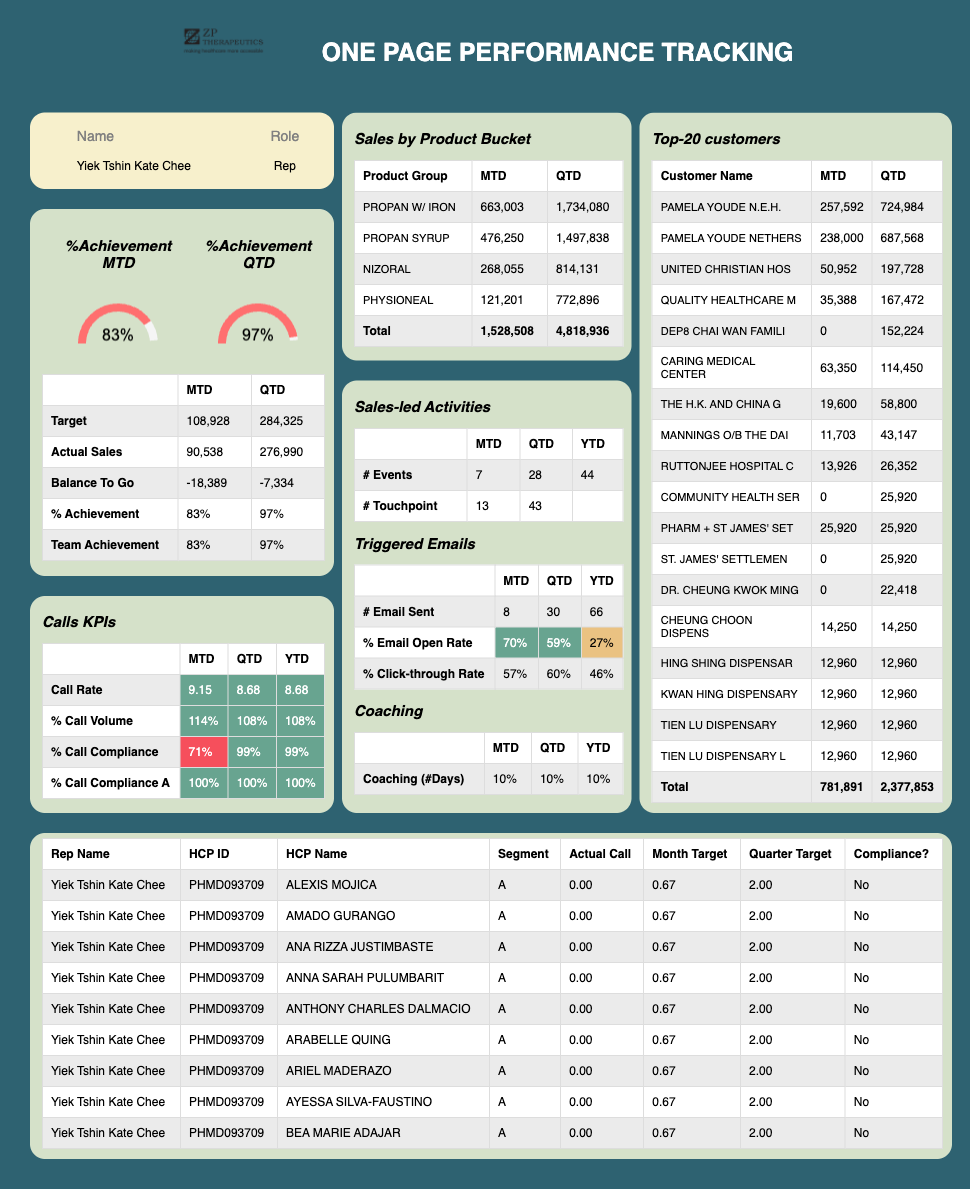 ZP
THERAPEUTICS
making healthcare more accessible
ONE PAGE PERFORMANCE TRACKING
Name Role
Yiek Tshin Kate Chee Rep
%Achievement MTD %Achievement QTD
83% 97%
MTD QTD
Target 108,928 284,325
Actual Sales 90,538 276,990
Balance To Go -18,389 -7,334
% Achievement 83% 97%
Team Achievement 83% 97%
Calls KPIs
MTD QTD YTD
Call Rate 9.15 8.68 8.68
% Call Volume 114% 108% 108%
% Call Compliance 71% 99% 99%
% Call Compliance A 100% 100% 100%
Sales by Product Bucket
Product Group MTD QTD
PROPAN W/ IRON 663,003 1,734,080
PROPAN SYRUP 476,250 1,497,838
NIZORAL 268,055 814,131
PHYSIONEAL 121,201 772,896
Total 1,528,508 4,818,936
Sales-led Activities
MTD QTD YTD
# Events 7 28 44
# Touchpoint 13 43
Triggered Emails
MTD QTD YTD
# Email Sent 8 30 66
% Email Open Rate 70% 59% 27%
% Click-through Rate 57% 60% 46%
Coaching
MTD QTD YTD
Coaching (#Days) 10% 10% 10%
Top-20 customers
Customer Name MTD QTD
PAMELA YOUDE N.E.H. 257,592 724,984
PAMELA YOUDE NETHERS 238,000 687,568
UNITED CHRISTIAN HOS 50,952 197,728
QUALITY HEALTHCARE M 35,388 167,472
DEP8 CHAI WAN FAMILI 0 152,224
CARING MEDICAL CENTER 63,350 114,450
THE H.K. AND CHINA G 19,600 58,800
MANNINGS O/B THE DAI 11,703 43,147
RUTTONJEE HOSPITAL C 13,926 26,352
COMMUNITY HEALTH SER 0 25,920
PHARM + ST JAMES' SET 25,920 25,920
ST. JAMES' SETTLEMEN 0 25,920
DR. CHEUNG KWOK MING 0 22,418
CHEUNG CHOON DISPENS 14,250 14,250
HING SHING DISPENSAR 12,960 12,960
KWAN HING DISPENSARY 12,960 12,960
TIEN LU DISPENSARY 12,960 12,960
TIEN LU DISPENSARY L 12,960 12,960
Total 781,891 2,377,853
Rep Name HCP ID HCP Name Segment Actual Call Month Target Quarter Target Compliance?
Yiek Tshin Kate Chee PHMD093709 ALEXIS MOJICA A 0.00 0.67 2.00 No
Yiek Tshin Kate Chee PHMD093709 AMADO GURANGO A 0.00 0.67 2.00 No
Yiek Tshin Kate Chee PHMD093709 ANA RIZZA JUSTIMBASTE A 0.00 0.67 2.00 No
Yiek Tshin Kate Chee PHMD093709 ANNA SARAH PULUMBARIT A 0.00 0.67 2.00 No
Yiek Tshin Kate Chee PHMD093709 ANTHONY CHARLES DALMACIO A 0.00 0.67 2.00 No
Yiek Tshin Kate Chee PHMD093709 ARABELLE QUING A 0.00 0.67 2.00 No
Yiek Tshin Kate Chee PHMD093709 ARIEL MADERAZO A 0.00 0.67 2.00 No
Yiek Tshin Kate Chee PHMD093709 AYESSA SILVA-FAUSTINO A 0.00 0.67 2.00 No
Yiek Tshin Kate Chee PHMD093709 BEA MARIE ADAJAR A 0.00 0.67 2.00 No